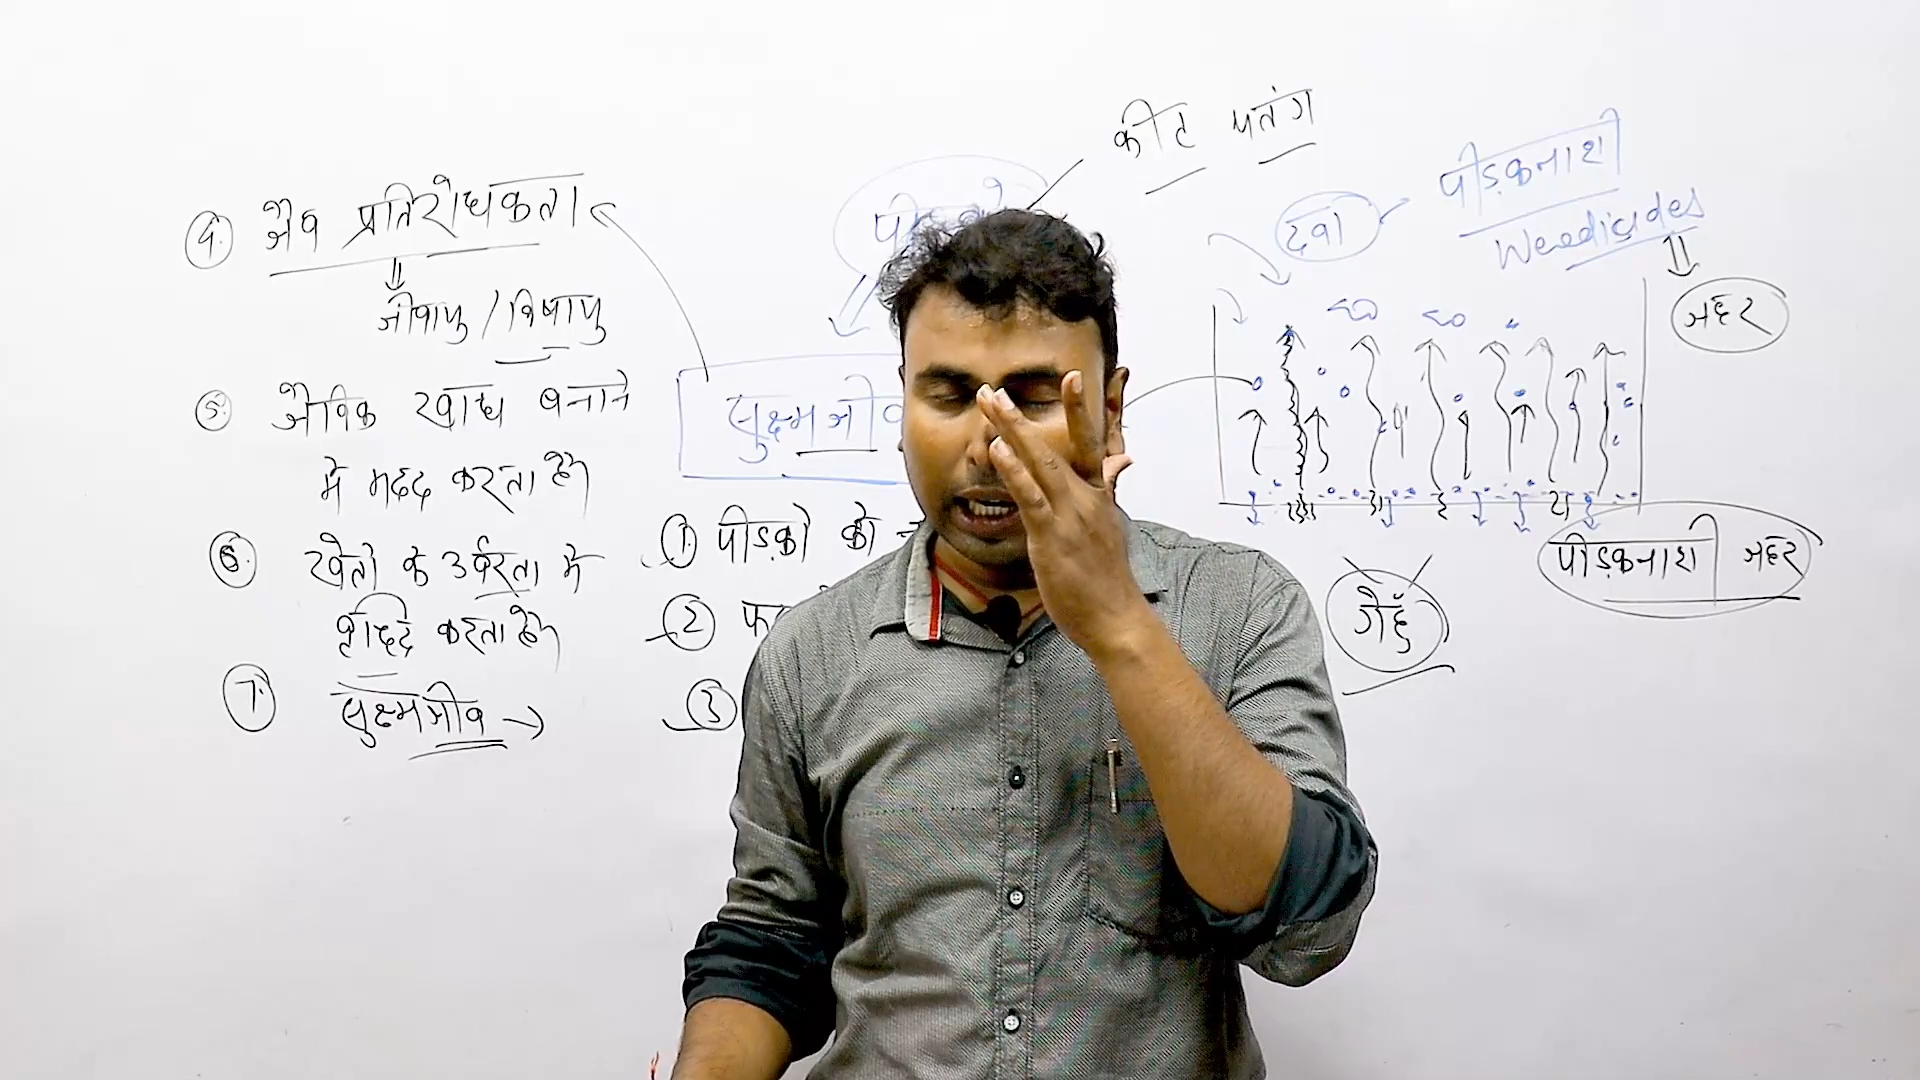 कीट पतंग
पीड़कनाशी
Weedicides
दवा
जहर
4. जैव प्रतिरोधकता
जीवाणु / विषाणु
5. जैविक खाद्य बनाने
में मदद करता है
6. खेतो के उर्वरता में
वृद्धि करता है
7. सुक्ष्मजीव →
सुक्ष्मजीव
1 पीड़को को
2
3
पीड़कनाशी जहर
गेहूँ